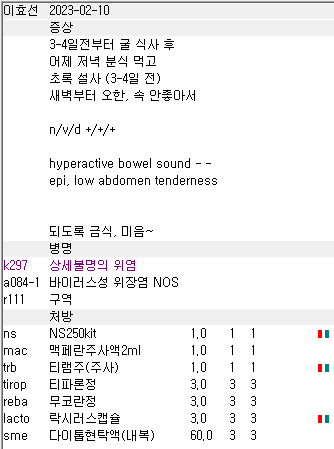 이효선 2023-02-10
증상
3-4일전부터 굴 식사 후
어제 저녁 분식 먹고
초록 설사 (3-4일 전)
새벽부터 오한, 속 안좋아서
n/v/d +/+/+
hyperactive bowel sound - -
epi, low abdomen tenderness
되도록 금식, 미음~
병명
k297 상세불명의 위염
a084-1 바이러스성 위장염 NOS
r111 구역
처방
ns NS250kit 1.0 1 1
mac 맥페란주사액2ml 1.0 1 1
trb 티램주(주사) 1.0 1 1
tirop 티파론정 3.0 3 3
reba 무코란정 3.0 3 3
lacto 락시러스캡슐 3.0 3 3
sme 다이톱현탁액(내복) 60.0 3 3